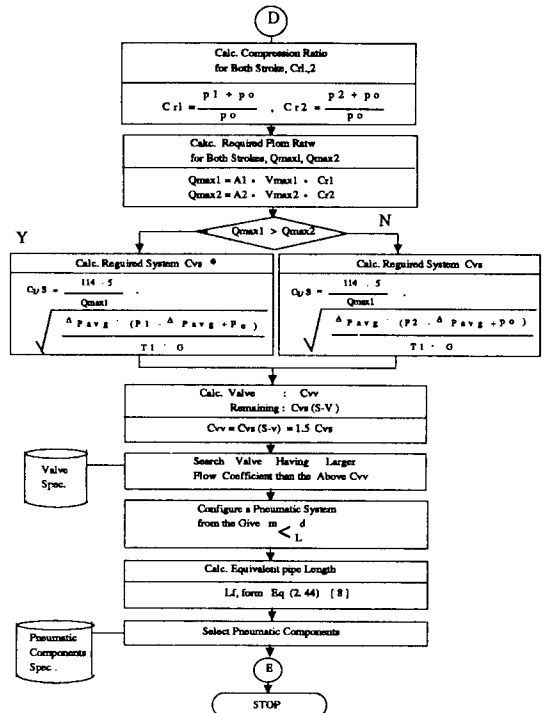 D
Calc. Compression Ratio
for Both Stroke, Cr1.,2
Cr1 = p1 + po / po , Cr2 = p2 + po / po
Cakc. Required Plom Ratw
for Both Strokes, Qmax1, Qmax2
Qmax1 = A1 • Vmax1 • Cr1
Qmax2 = A2 • Vmax2 • Cr2
Y
Qmax1 > Qmax2
N
Calc. Reguired System Cvs *
Cυs = 114 . 5 / Qmax1 .
√ Δ Pavg · (P1 . Δ Pavg + Po ) / T1 · G
Calc. Reguired System Cvs
Cυs = 114 . 5 / Qmax1 .
√ Δ Pavg · (P2 . Δ Pavg + po ) / T1 · G
Calc. Valve : Cvv
Remaining : Cvs (S-V )
Cvv = Cvs (S-v) = 1.5 Cvs
Valve
Spec.
Search Valve Having Larger
Flow Coefficient than the Above Cvv
Configure a Pneumatic System
from the Give m < d
L
Calc. Equivalent pipe Length
Lf, form Eq (2. 44) [ 8 ]
Pneumatic
Components
Spec .
Select Pneumatic Components
E
STOP